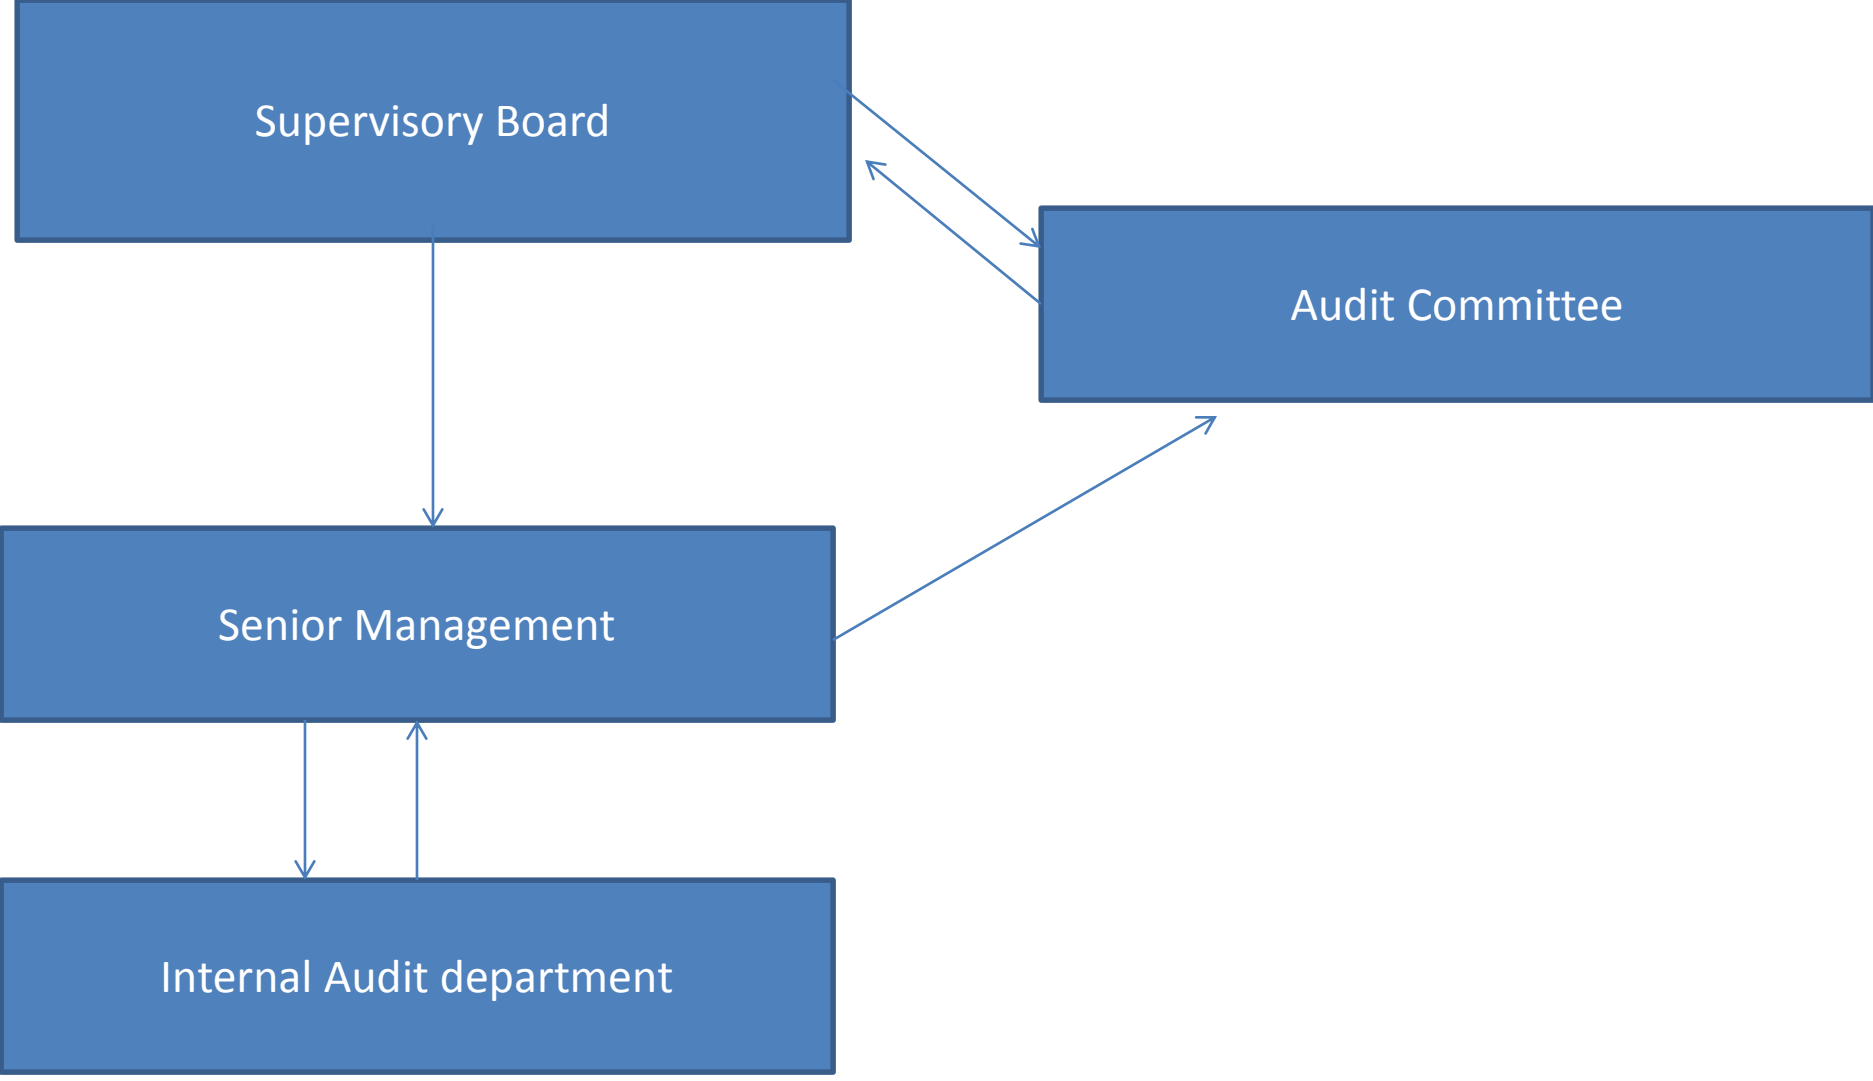 Supervisory Board
Audit Committee
Senior Management
Internal Audit department